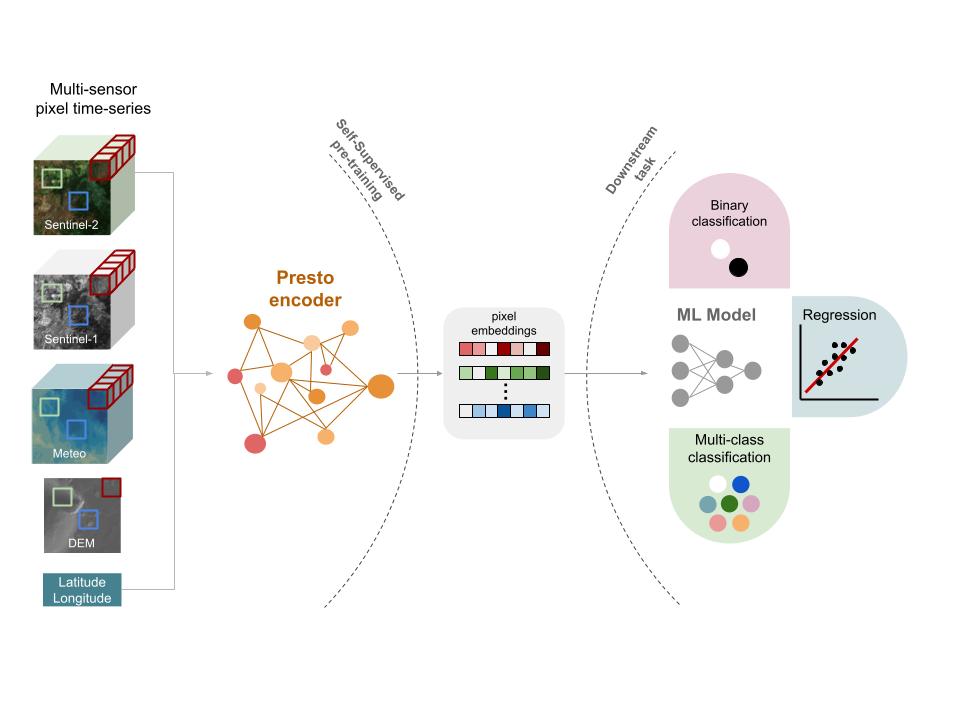 Multi-sensor
pixel time-series
Sentinel-2
Sentinel-1
Meteo
DEM
Latitude
Longitude
Presto
encoder
Self-Supervised
pre-training
pixel
embeddings
Downstream
task
Binary
classification
ML Model
Regression
Multi-class
classification